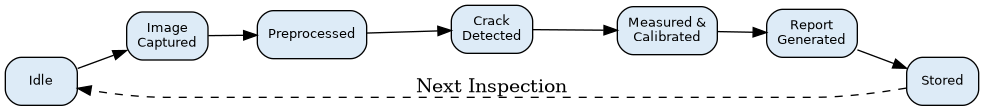 Idle
Image
Captured
Preprocessed
Crack
Detected
Measured &
Calibrated
Report
Generated
Stored
Next Inspection